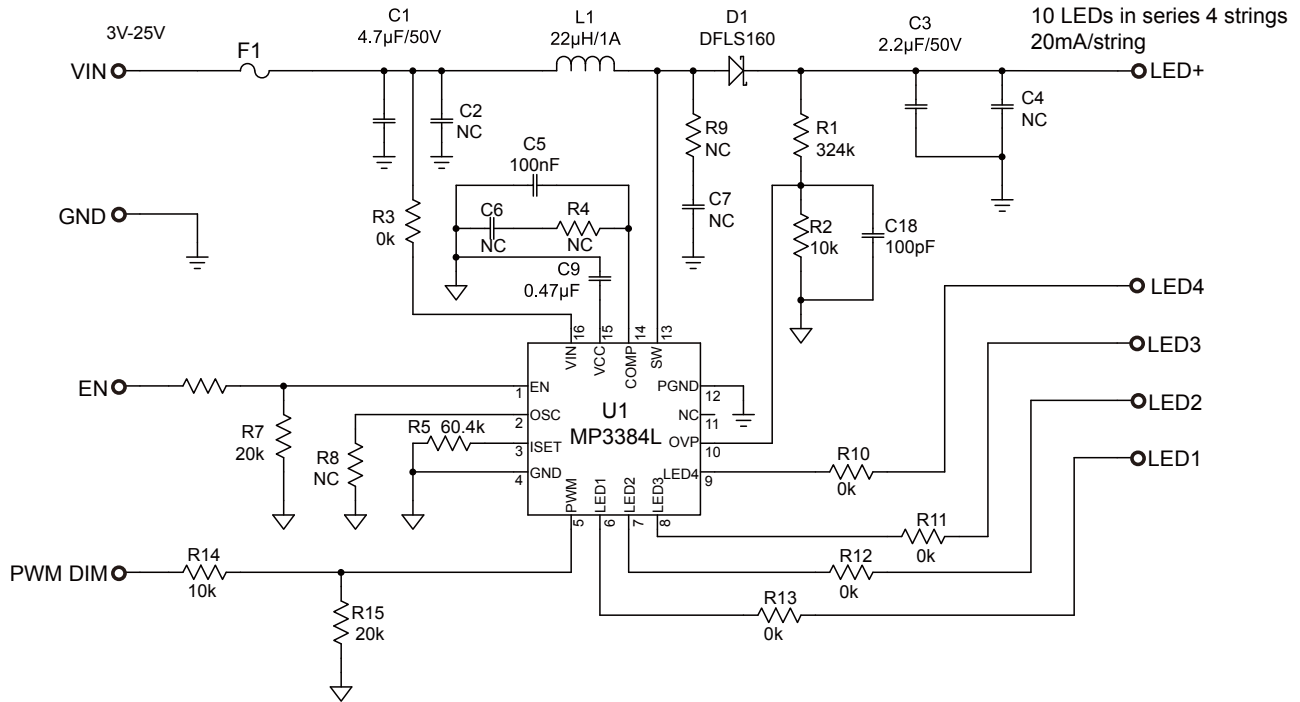 3V-25V
C1
4.7µF/50V
L1
22µH/1A
D1
DFLS160
C3
2.2µF/50V
10 LEDs in series 4 strings
20mA/string
VIN
F1
LED+
C2
NC
R9
NC
R1
324k
C4
NC
C5
100nF
C7
NC
GND
R3
0k
C6
NC
R4
NC
R2
10k
C18
100pF
C9
0.47µF
LED4
16
15
14
13
VIN
VCC
COMP
SW
LED3
EN
1
EN
PGND
12
2
OSC
NC
11
U1
MP3384L
LED2
R7
20k
R8
NC
R5 60.4k
3
ISET
OVP
10
4
GND
LED4
9
R10
0k
LED1
PWM
LED1
LED2
LED3
5
6
7
8
R11
0k
PWM DIM
R14
10k
R12
0k
R15
20k
R13
0k